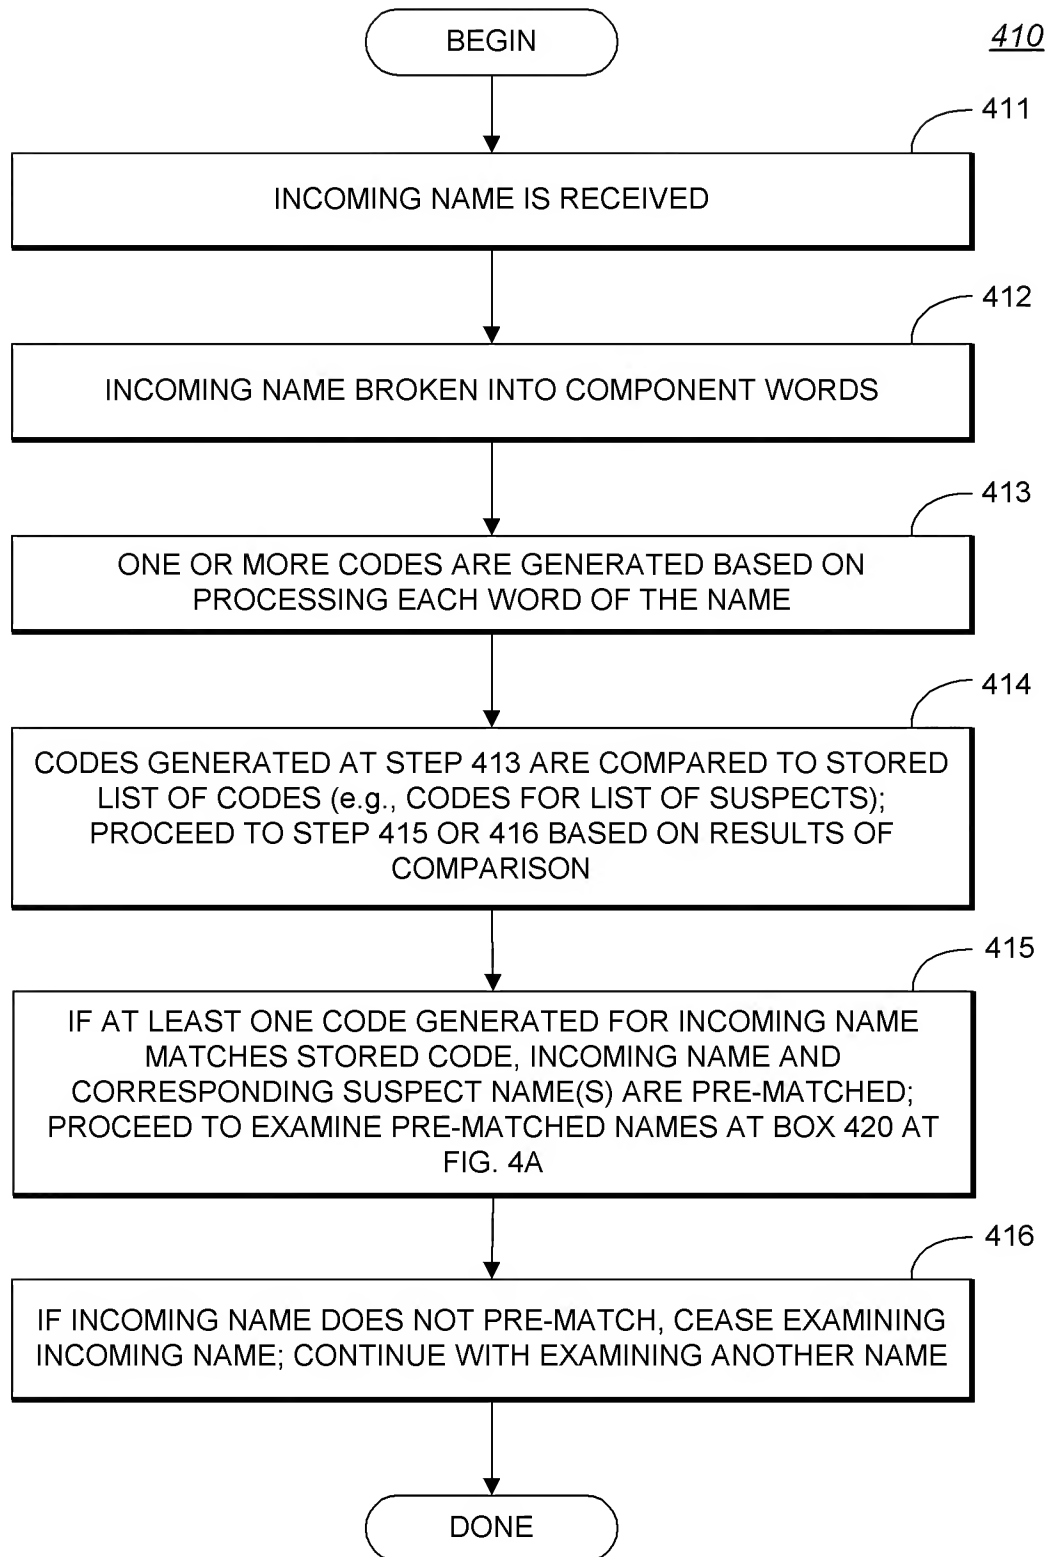 BEGIN
410
411
INCOMING NAME IS RECEIVED
412
INCOMING NAME BROKEN INTO COMPONENT WORDS
413
ONE OR MORE CODES ARE GENERATED BASED ON
PROCESSING EACH WORD OF THE NAME
414
CODES GENERATED AT STEP 413 ARE COMPARED TO STORED
LIST OF CODES (e.g., CODES FOR LIST OF SUSPECTS);
PROCEED TO STEP 415 OR 416 BASED ON RESULTS OF
COMPARISON
415
IF AT LEAST ONE CODE GENERATED FOR INCOMING NAME
MATCHES STORED CODE, INCOMING NAME AND
CORRESPONDING SUSPECT NAME(S) ARE PRE-MATCHED;
PROCEED TO EXAMINE PRE-MATCHED NAMES AT BOX 420 AT
FIG. 4A
416
IF INCOMING NAME DOES NOT PRE-MATCH, CEASE EXAMINING
INCOMING NAME; CONTINUE WITH EXAMINING ANOTHER NAME
DONE